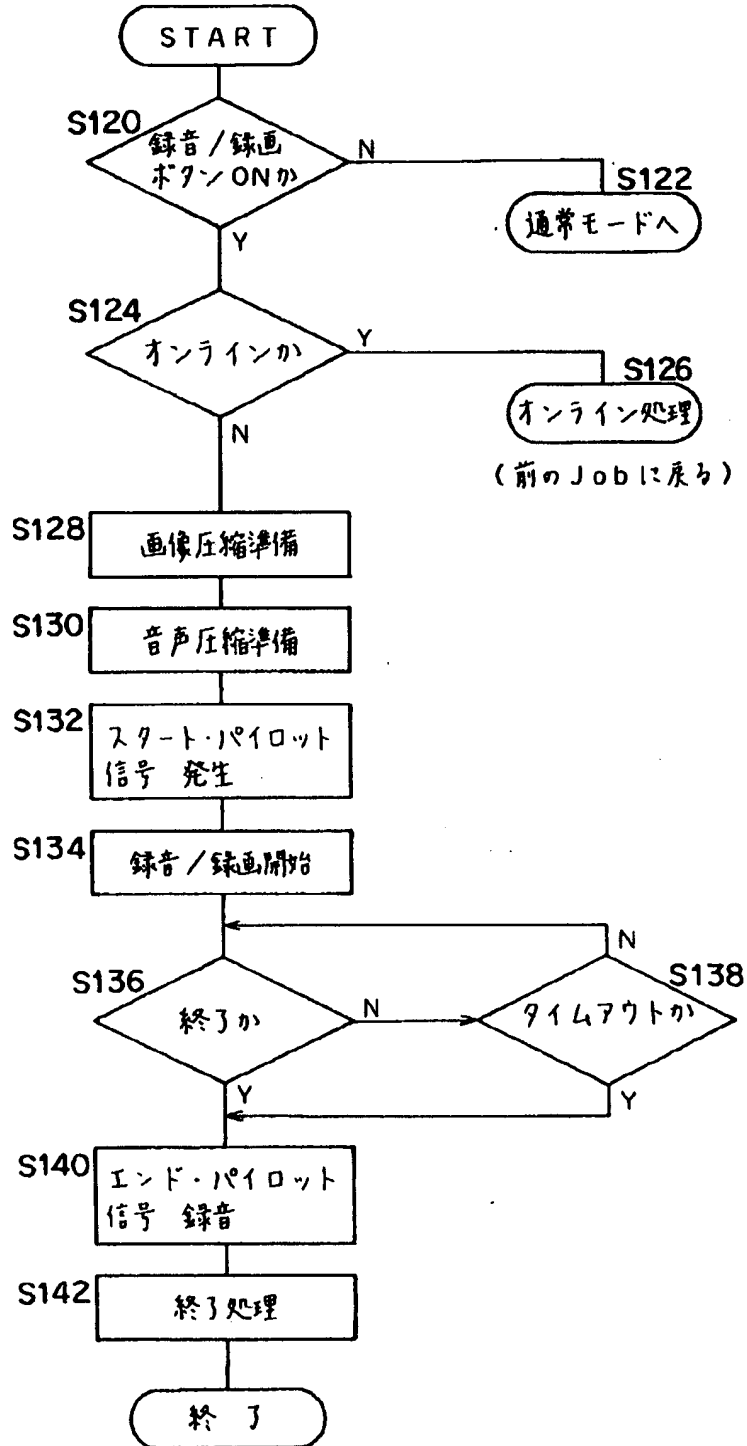 START
S120
録音/録画
ボタンONか
N
S122
通常モードへ
Y
S124
オンラインか
Y
S126
オンライン処理
(前のJobに戻る)
N
S128
画像圧縮準備
S130
音声圧縮準備
S132
スタート・パイロット
信号 発生
S134
録音/録画開始
S136
終了か
N
N
S138
タイムアウトか
Y
Y
S140
エンド・パイロット
信号 録音
S142
終了処理
終了